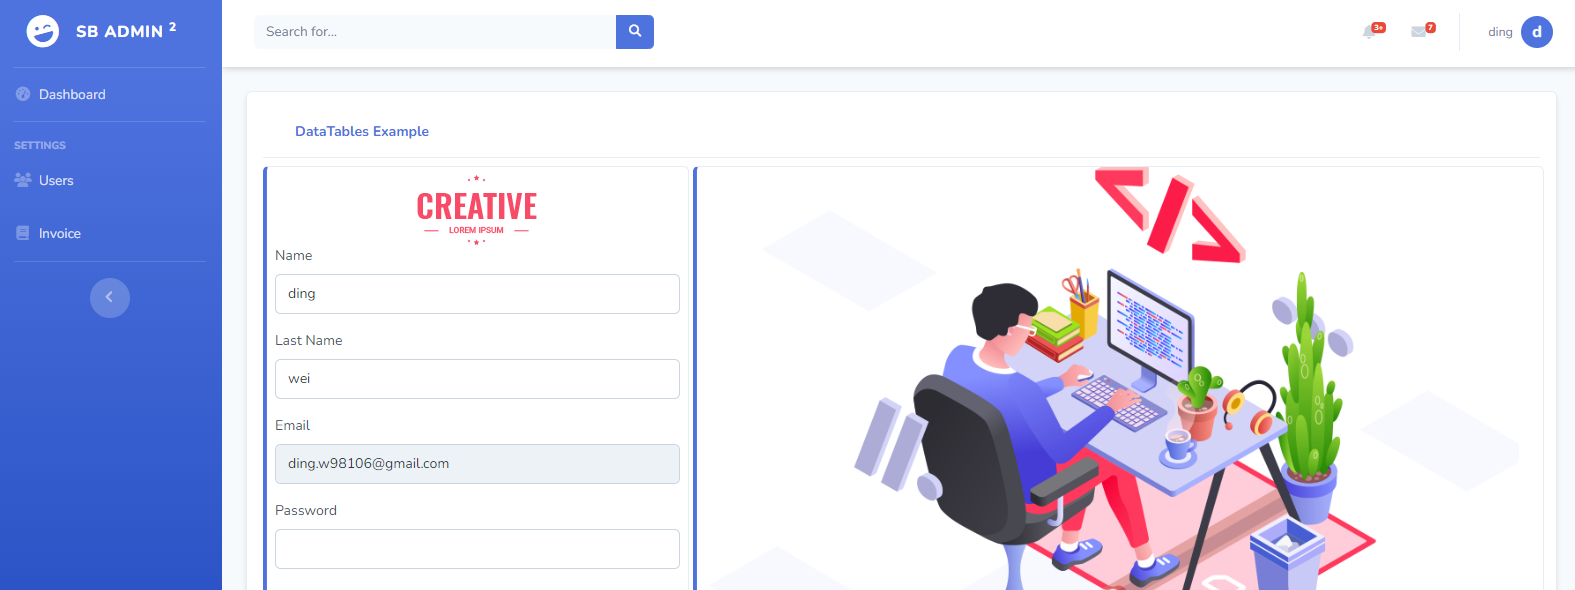 SB ADMIN 2
Search for...
3+
7
ding
d
Dashboard
SETTINGS
Users
Invoice
DataTables Example
CREATIVE
LOREM IPSUM
Name
ding
Last Name
wei
Email
ding.w98106@gmail.com
Password